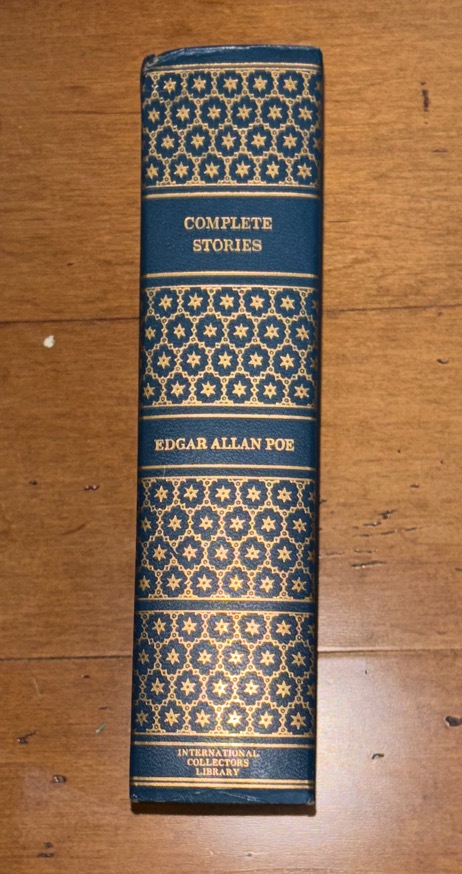 COMPLETE
STORIES
EDGAR ALLAN POE
INTERNATIONAL
COLLECTORS
LIBRARY